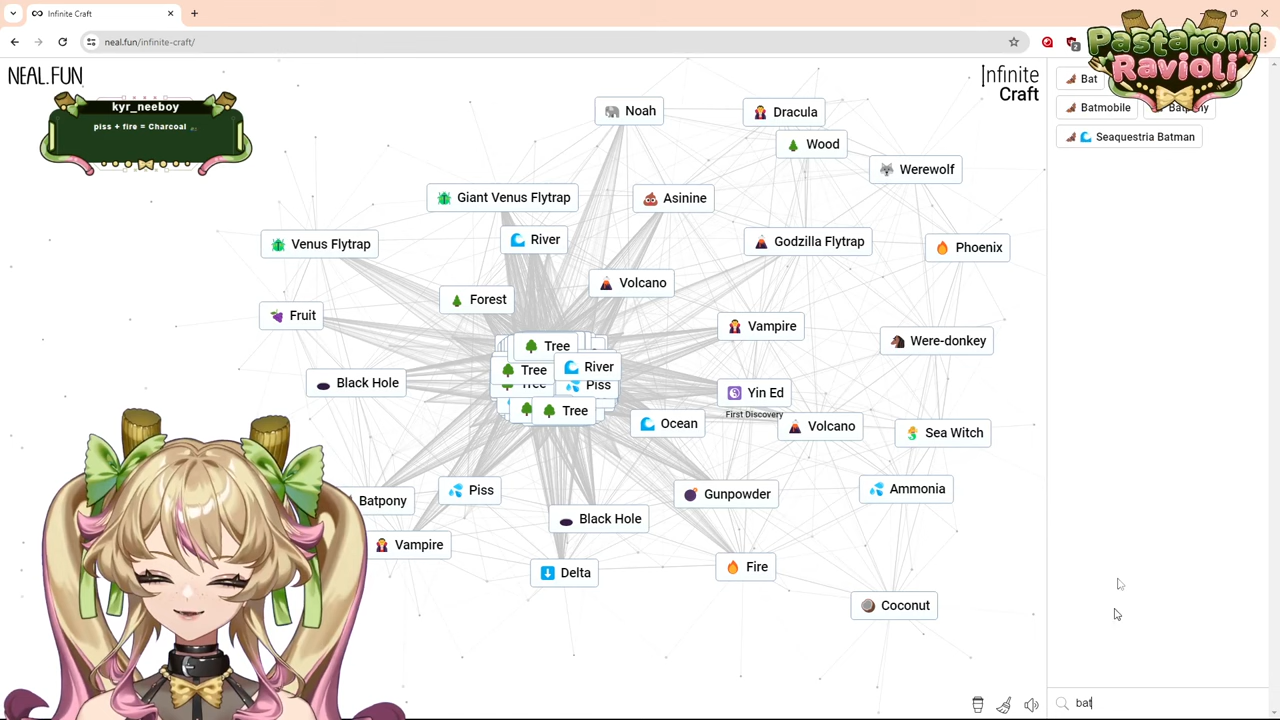 Infinite Craft
neal.fun/infinite-craft/
2
Pastaroni
Ravioli
NEAL.FUN
Infinite
Craft
kyr_neeboy
piss + fire = Charcoal
Bat
Batmobile
Batpony
Seaquestria Batman
Noah
Dracula
Wood
Werewolf
Giant Venus Flytrap
Asinine
River
Venus Flytrap
Godzilla Flytrap
Phoenix
Volcano
Forest
Fruit
Vampire
Were-donkey
Tree
River
Tree
Tree
Piss
Black Hole
Yin Ed
First Discovery
Tree
Ocean
Volcano
Sea Witch
Batpony
Piss
Gunpowder
Ammonia
Black Hole
Vampire
Delta
Fire
Coconut
bat